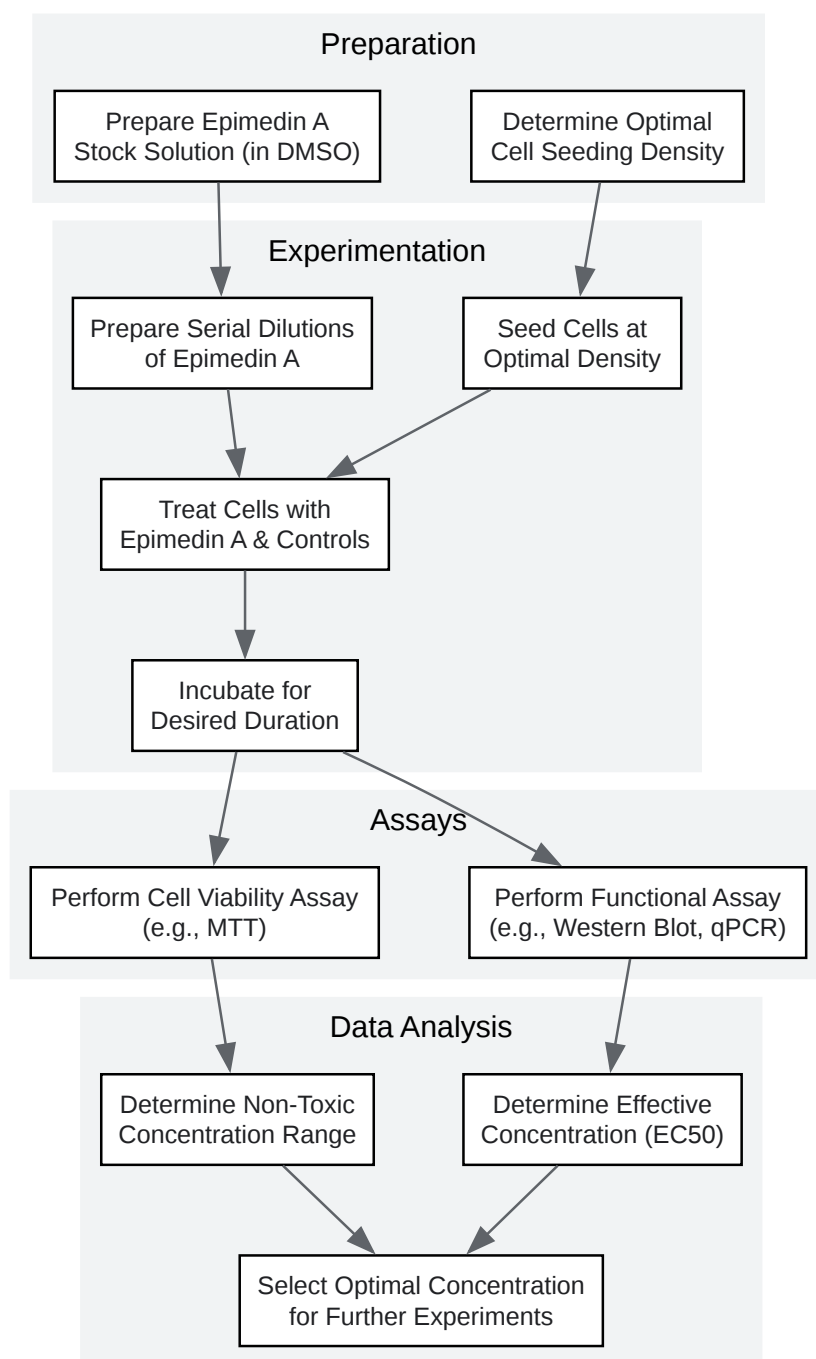 Preparation
Prepare Epimedin A
Stock Solution (in DMSO)
Determine Optimal
Cell Seeding Density
Experimentation
Prepare Serial Dilutions
of Epimedin A
Seed Cells at
Optimal Density
Treat Cells with
Epimedin A & Controls
Incubate for
Desired Duration
Assays
Perform Cell Viability Assay
(e.g., MTT)
Perform Functional Assay
(e.g., Western Blot, qPCR)
Data Analysis
Determine Non-Toxic
Concentration Range
Determine Effective
Concentration (EC50)
Select Optimal Concentration
for Further Experiments